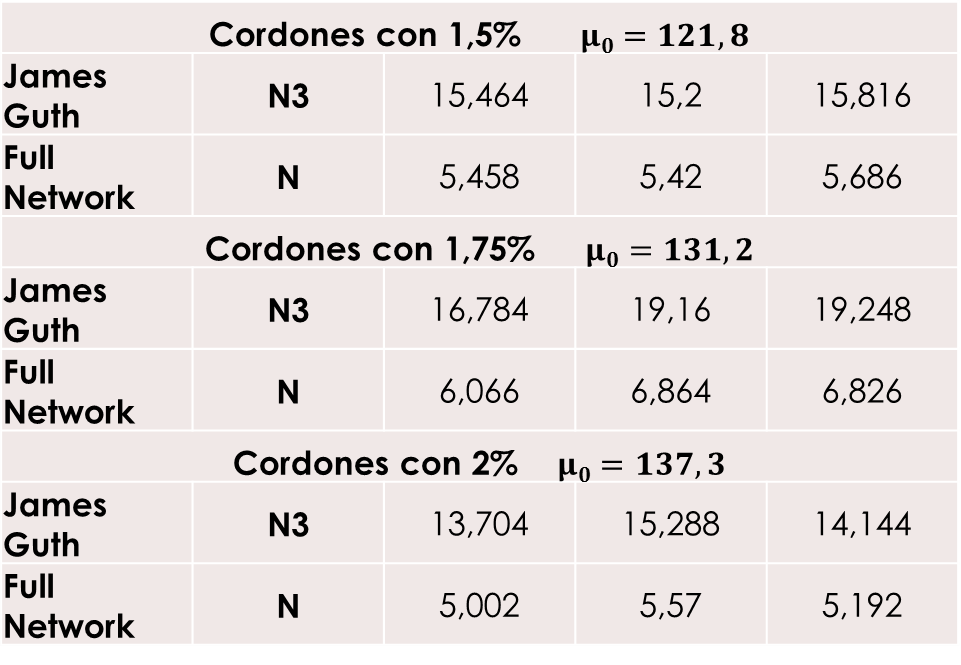 Cordones con 1,5% μ₀ = 121,8
James Guth N3 15,464 15,2 15,816
Full Network N 5,458 5,42 5,686
Cordones con 1,75% μ₀ = 131,2
James Guth N3 16,784 19,16 19,248
Full Network N 6,066 6,864 6,826
Cordones con 2% μ₀ = 137,3
James Guth N3 13,704 15,288 14,144
Full Network N 5,002 5,57 5,192